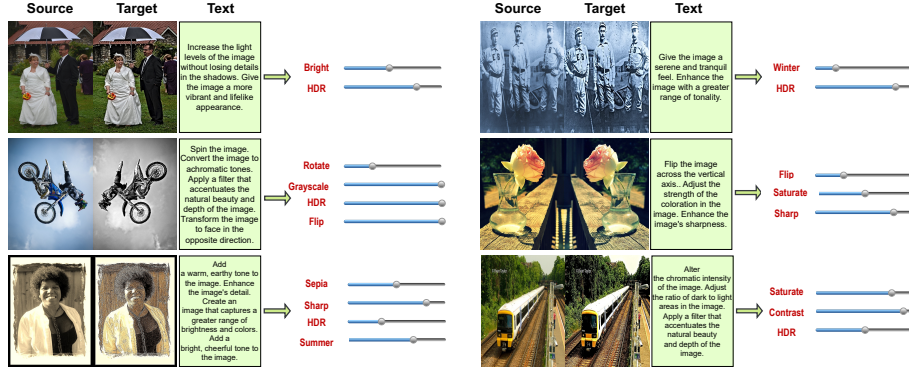 Source Target Text
Increase the light
levels of the image
without losing details
in the shadows. Give
the image a more
vibrant and lifelike
appearance.
Bright
HDR
Spin the image.
Convert the image to
achromatic tones.
Apply a filter that
accentuates the
natural beauty and
depth of the image.
Transform the image
to face in the
opposite direction.
Rotate
Grayscale
HDR
Flip
Add
a warm, earthy tone to
the image. Enhance
the image's detail.
Create an
image that captures a
greater range of
brightness and colors.
Add a
bright, cheerful tone to
the image.
Sepia
Sharp
HDR
Summer
Source Target Text
Give the image a
serene and tranquil
feel. Enhance the
image with a greater
range of tonality.
Winter
HDR
Flip the image
across the vertical
axis.. Adjust the
strength of the
coloration in the
image. Enhance the
image's sharpness.
Flip
Saturate
Sharp
Alter
the chromatic intensity
of the image. Adjust
the ratio of dark to light
areas in the image.
Apply a filter that
accentuates the
natural beauty
and depth of the
image.
Saturate
Contrast
HDR